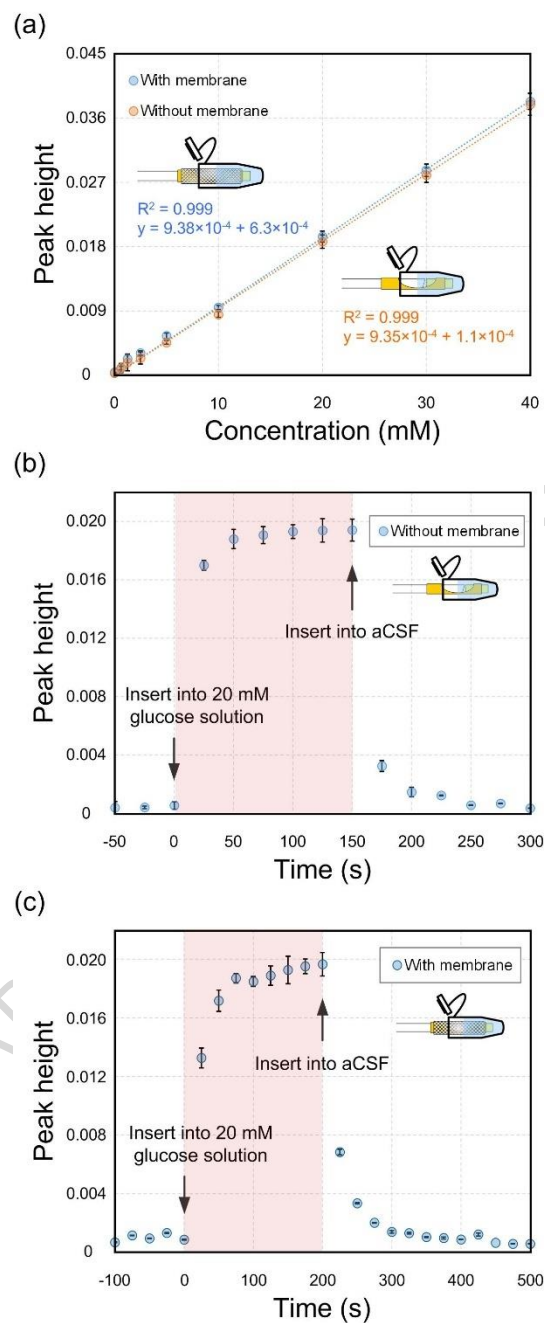 (a)
0.045
0.036
0.027
0.018
0.009
0
Peak height
With membrane
Without membrane
R² = 0.999
y = 9.38×10⁻⁴ + 6.3×10⁻⁴
R² = 0.999
y = 9.35×10⁻⁴ + 1.1×10⁻⁴
0 10 20 30 40
Concentration (mM)
(b)
0.020
0.016
0.012
0.008
0.004
0
Peak height
Without membrane
Insert into aCSF
Insert into 20 mM
glucose solution
-50 0 50 100 150 200 250 300
Time (s)
(c)
0.020
0.016
0.012
0.008
0.004
0
Peak height
With membrane
Insert into aCSF
Insert into 20 mM
glucose solution
-100 0 100 200 300 400 500
Time (s)